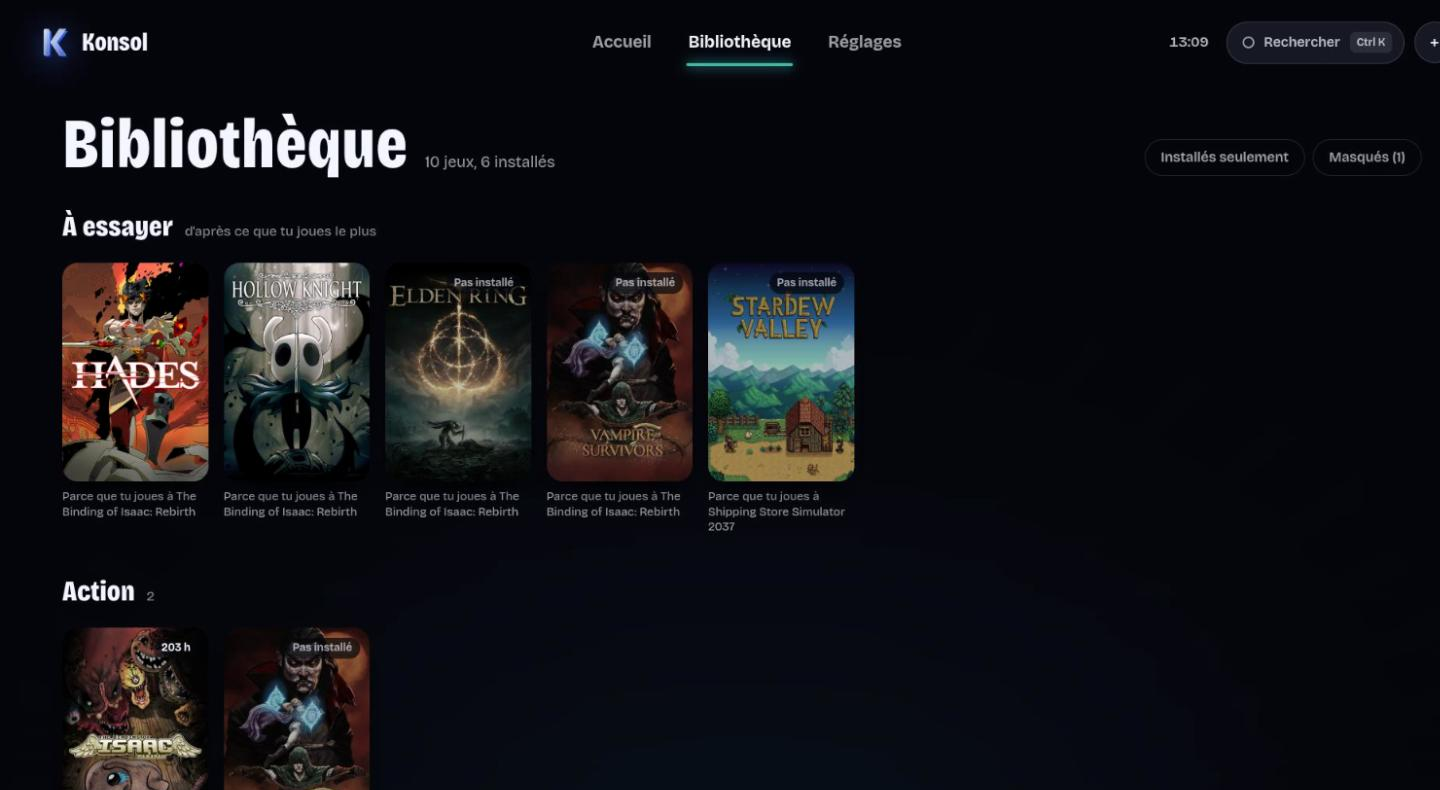 Konsol
Accueil
Bibliothèque
Réglages
13:09
Rechercher
Ctrl K
+
Bibliothèque
10 jeux, 6 installés
Installés seulement
Masqués (1)
À essayer
d'après ce que tu joues le plus
HADES
HOLLOW KNIGHT
Pas installé
ELDEN RING
Pas installé
VAMPIRE
SURVIVORS
Pas installé
STARDEW
VALLEY
Parce que tu joues à The
Binding of Isaac: Rebirth
Parce que tu joues à The
Binding of Isaac: Rebirth
Parce que tu joues à The
Binding of Isaac: Rebirth
Parce que tu joues à The
Binding of Isaac: Rebirth
Parce que tu joues à
Shipping Store Simulator
2037
Action
2
203 h
ISAAC
Pas installé